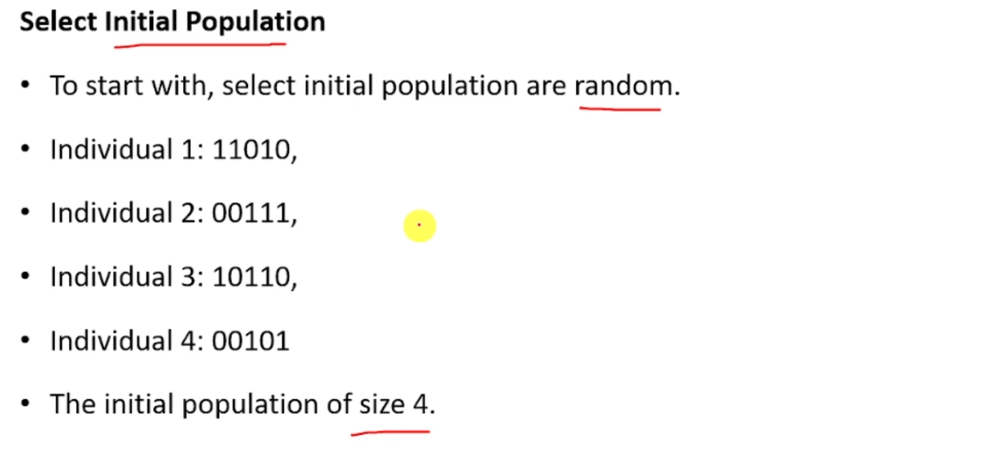 Select Initial Population
• To start with, select initial population are random.
• Individual 1: 11010,
• Individual 2: 00111,
• Individual 3: 10110,
• Individual 4: 00101
• The initial population of size 4.